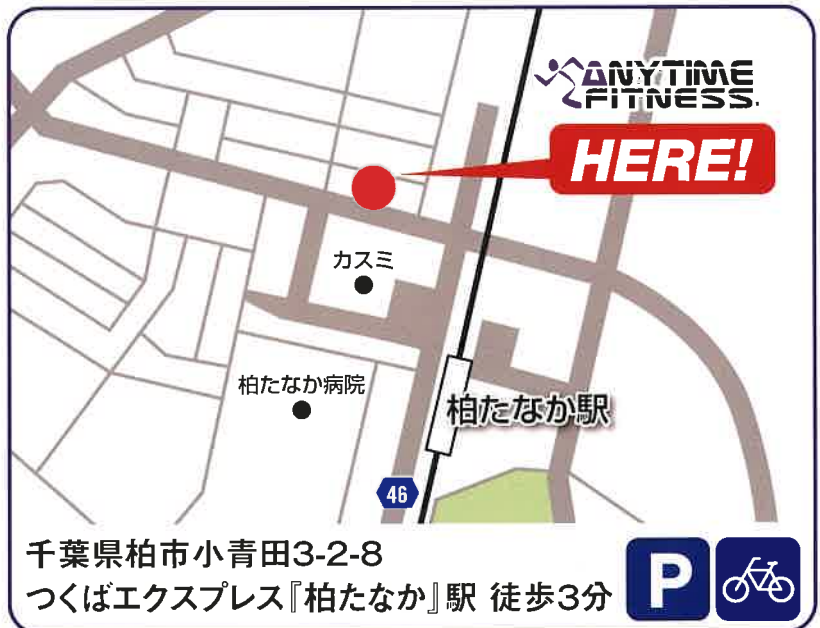 ANYTIME
FITNESS.
HERE!
カスミ
柏たなか病院
柏たなか駅
46
千葉県柏市小青田3-2-8
つくばエクスプレス『柏たなか』駅 徒歩3分
P